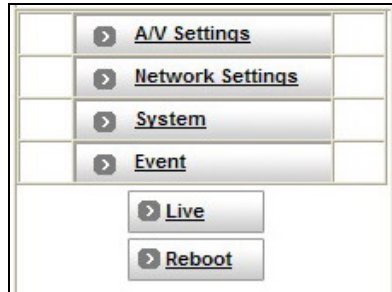 A/V Settings
Network Settings
System
Event
Live
Reboot